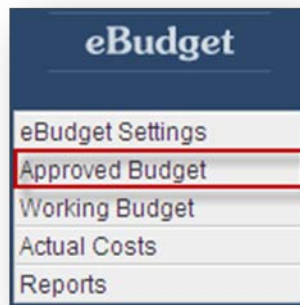 eBudget
eBudget Settings
Approved Budget
Working Budget
Actual Costs
Reports